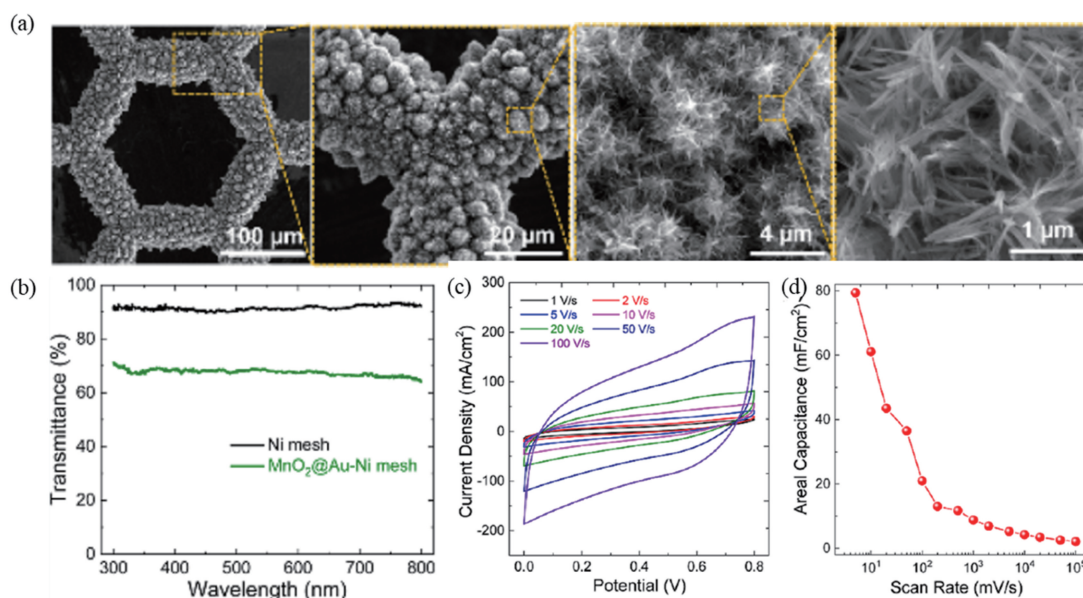 (a)
100 μm
20 μm
4 μm
1 μm
(b)
Transmittance (%)
100
80
60
40
20
0
Ni mesh
MnO₂@Au-Ni mesh
300 400 500 600 700 800
Wavelength (nm)
(c)
Current Density (mA/cm²)
300
200
100
0
-100
-200
1 V/s 2 V/s
5 V/s 10 V/s
20 V/s 50 V/s
100 V/s
0.0 0.2 0.4 0.6 0.8
Potential (V)
(d)
Areal Capacitance (mF/cm²)
80
60
40
20
0
10¹ 10² 10³ 10⁴ 10⁵
Scan Rate (mV/s)